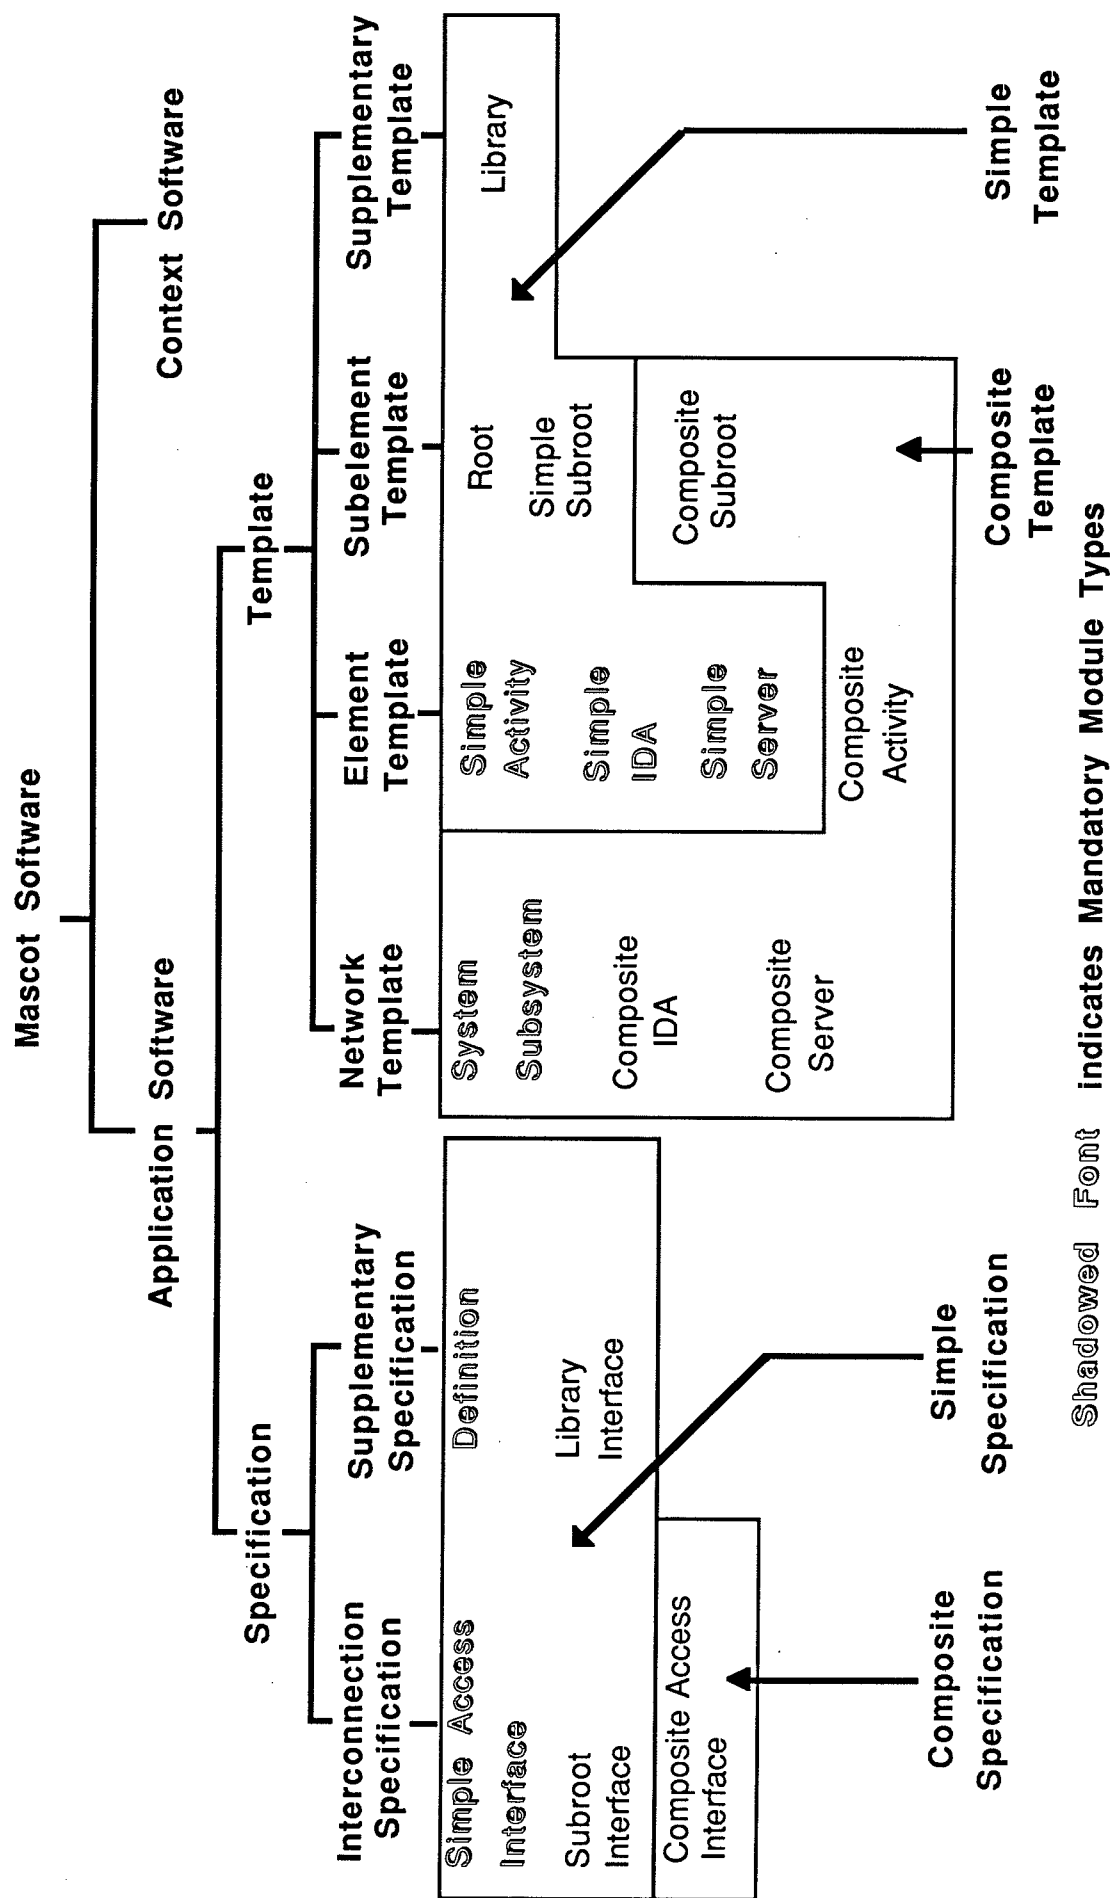 Mascot Software
Application Software
Context Software
Specification
Template
Interconnection
Specification
Supplementary
Specification
Network
Template
Element
Template
Subelement
Template
Supplementary
Template
Simple Access
Interface
Subroot
Interface
Composite Access
Interface
Definition
Library
Interface
System
Subsystem
Composite
IDA
Composite
Server
Simple
Activity
Simple
IDA
Simple
Server
Composite
Activity
Root
Simple
Subroot
Composite
Subroot
Library
Composite
Specification
Simple
Specification
Composite
Template
Simple
Template
Shadowed Font indicates Mandatory Module Types